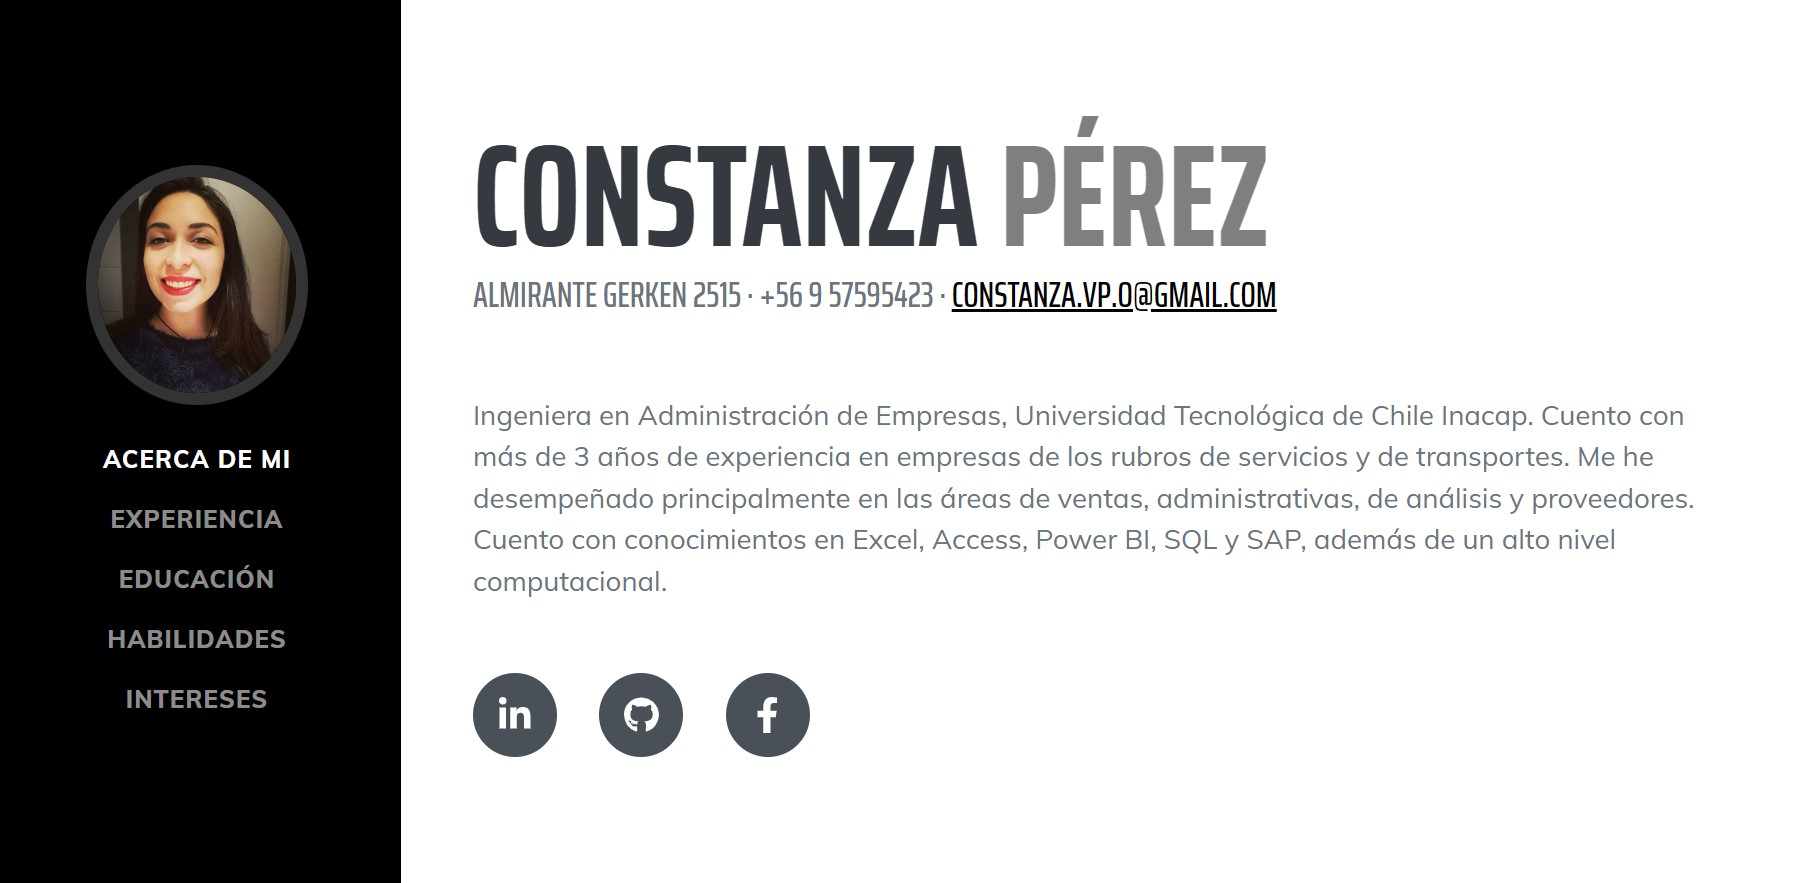 ACERCA DE MI
EXPERIENCIA
EDUCACIÓN
HABILIDADES
INTERESES
CONSTANZA PÉREZ
ALMIRANTE GERKEN 2515 · +56 9 57595423 · CONSTANZA.VP.O@GMAIL.COM
Ingeniera en Administración de Empresas, Universidad Tecnológica de Chile Inacap. Cuento con
más de 3 años de experiencia en empresas de los rubros de servicios y de transportes. Me he
desempeñado principalmente en las áreas de ventas, administrativas, de análisis y proveedores.
Cuento con conocimientos en Excel, Access, Power BI, SQL y SAP, además de un alto nivel
computacional.